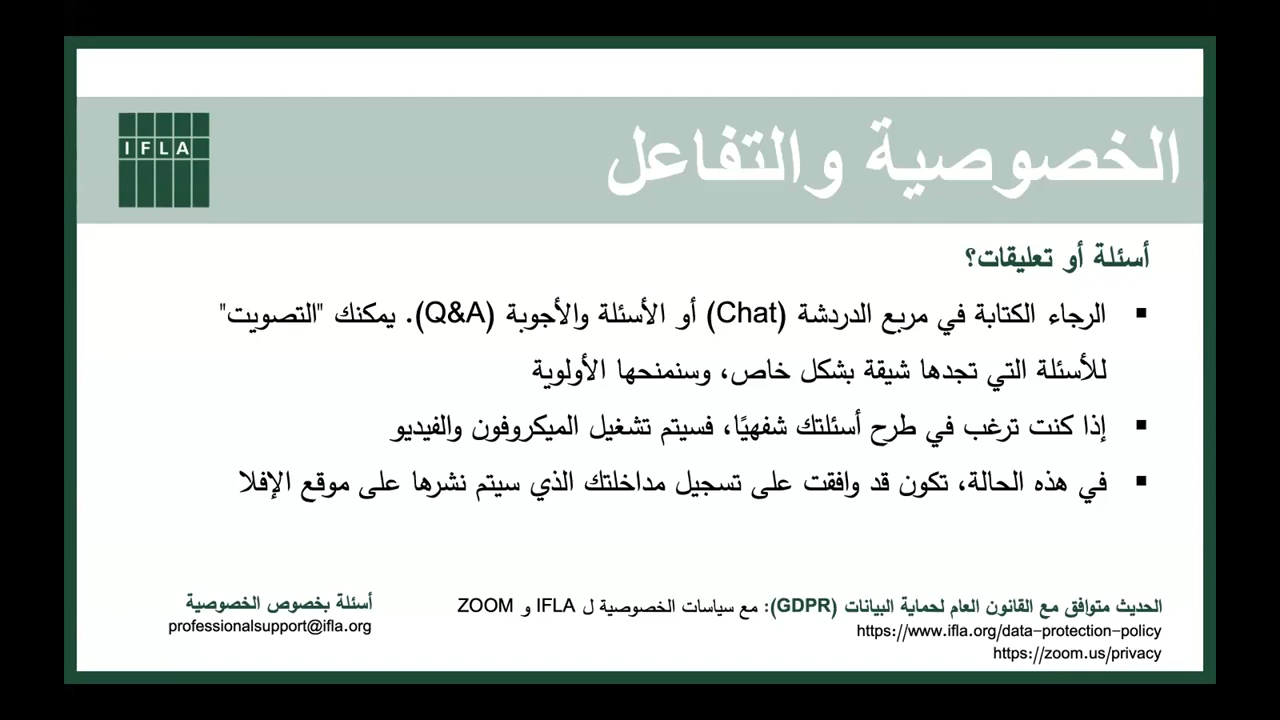 IFLA
الخصوصية والتفاعل
أسئلة أو تعليقات؟
▪ الرجاء الكتابة في مربع الدردشة (Chat) أو الأسئلة والأجوبة (Q&A). يمكنك "التصويت"
للأسئلة التي تجدها شيقة بشكل خاص، وسنمنحها الأولوية
▪ إذا كنت ترغب في طرح أسئلتك شفهيًا، فسيتم تشغيل الميكروفون والفيديو
▪ في هذه الحالة، تكون قد وافقت على تسجيل مداخلتك الذي سيتم نشرها على موقع الإفلا
الحديث متوافق مع القانون العام لحماية البيانات (GDPR): مع سياسات الخصوصية ل IFLA و ZOOM
https://www.ifla.org/data-protection-policy
https://zoom.us/privacy
أسئلة بخصوص الخصوصية
professionalsupport@ifla.org